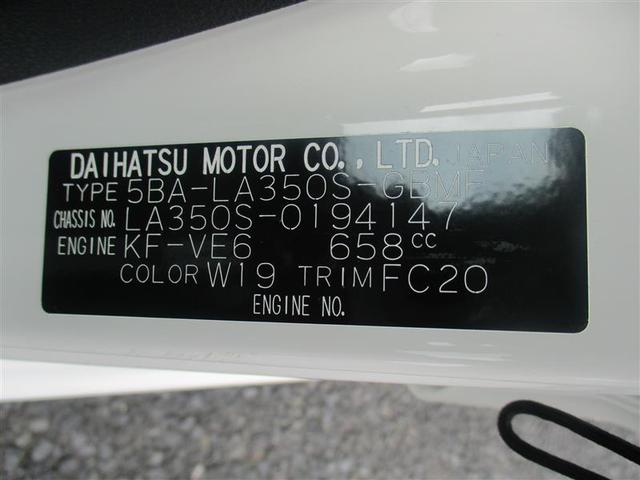 DAIHATSU MOTOR CO., LTD. JAPAN
TYPE 5BA-LA350S-GBMF
CHASSIS NO. LA350S-0194147
ENGINE KF-VE6 658cc
COLOR W19 TRIM FC20
ENGINE NO.